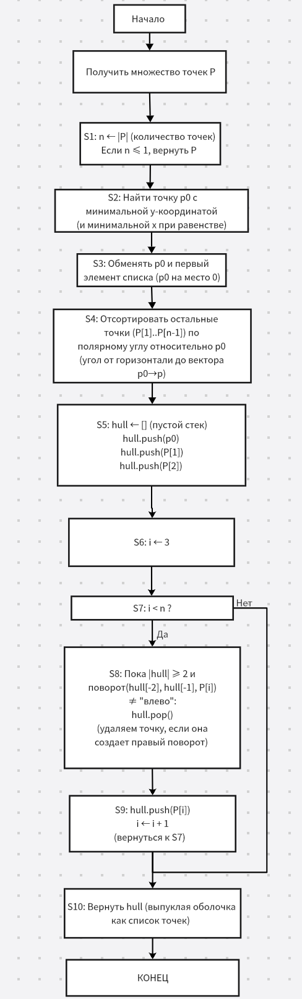 Начало
Получить множество точек P
S1: n ← |P| (количество точек)
Если n ⩽ 1, вернуть P
S2: Найти точку p0 с
минимальной y-координатой
(и минимальной x при равенстве)
S3: Обменять p0 и первый
элемент списка (p0 на место 0)
S4: Отсортировать остальные
точки (P[1]..P[n-1]) по
полярному углу относительно p0
(угол от горизонтали до вектора
p0→p)
S5: hull ← [] (пустой стек)
hull.push(p0)
hull.push(P[1])
hull.push(P[2])
S6: i ← 3
S7: i < n ?
Нет
Да
S8: Пока |hull| ⩾ 2 и
поворот(hull[-2], hull[-1], P[i])
≠ "влево":
hull.pop()
(удаляем точку, если она
создает правый поворот)
S9: hull.push(P[i])
i ← i + 1
(вернуться к S7)
S10: Вернуть hull (выпуклая оболочка
как список точек)
КОНЕЦ